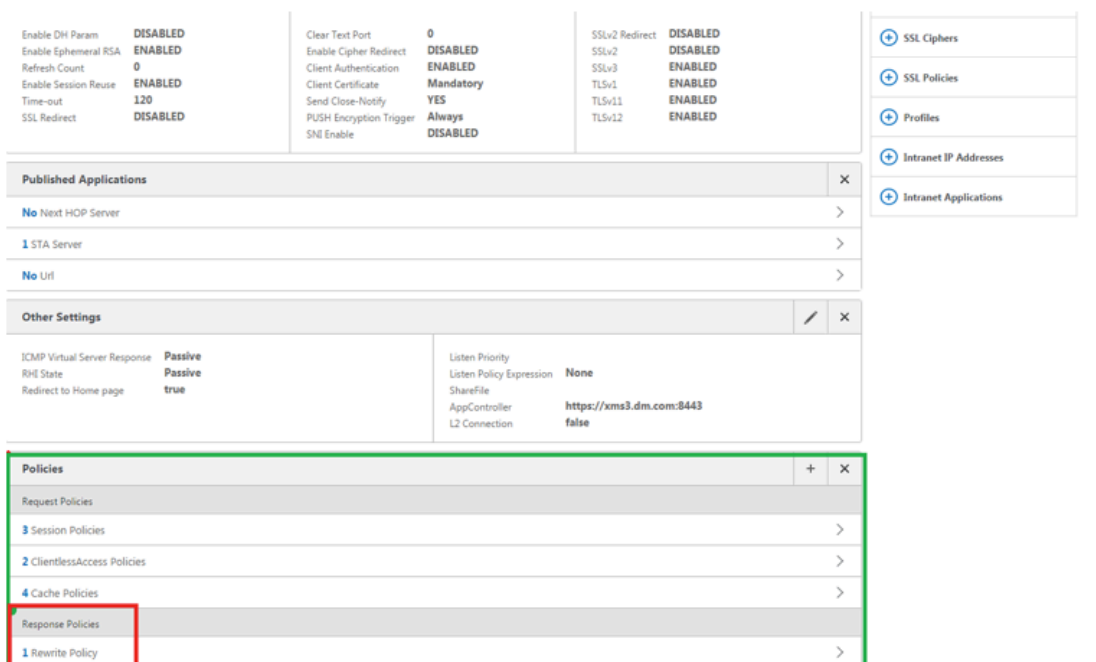 Enable DH Param DISABLED
Enable Ephemeral RSA ENABLED
Refresh Count 0
Enable Session Reuse ENABLED
Time-out 120
SSL Redirect DISABLED
Clear Text Port 0
Enable Cipher Redirect DISABLED
Client Authentication ENABLED
Client Certificate Mandatory
Send Close-Notify YES
PUSH Encryption Trigger Always
SNI Enable DISABLED
SSLv2 Redirect DISABLED
SSLv2 DISABLED
SSLv3 ENABLED
TLSv1 ENABLED
TLSv11 ENABLED
TLSv12 ENABLED
SSL Ciphers
SSL Policies
Profiles
Intranet IP Addresses
Intranet Applications
Published Applications
No Next HOP Server
1 STA Server
No Url
Other Settings
ICMP Virtual Server Response Passive
RHI State Passive
Redirect to Home page true
Listen Priority
Listen Policy Expression None
ShareFile
AppController https://xms3.dm.com:8443
L2 Connection false
Policies
Request Policies
3 Session Policies
2 ClientlessAccess Policies
4 Cache Policies
Response Policies
1 Rewrite Policy